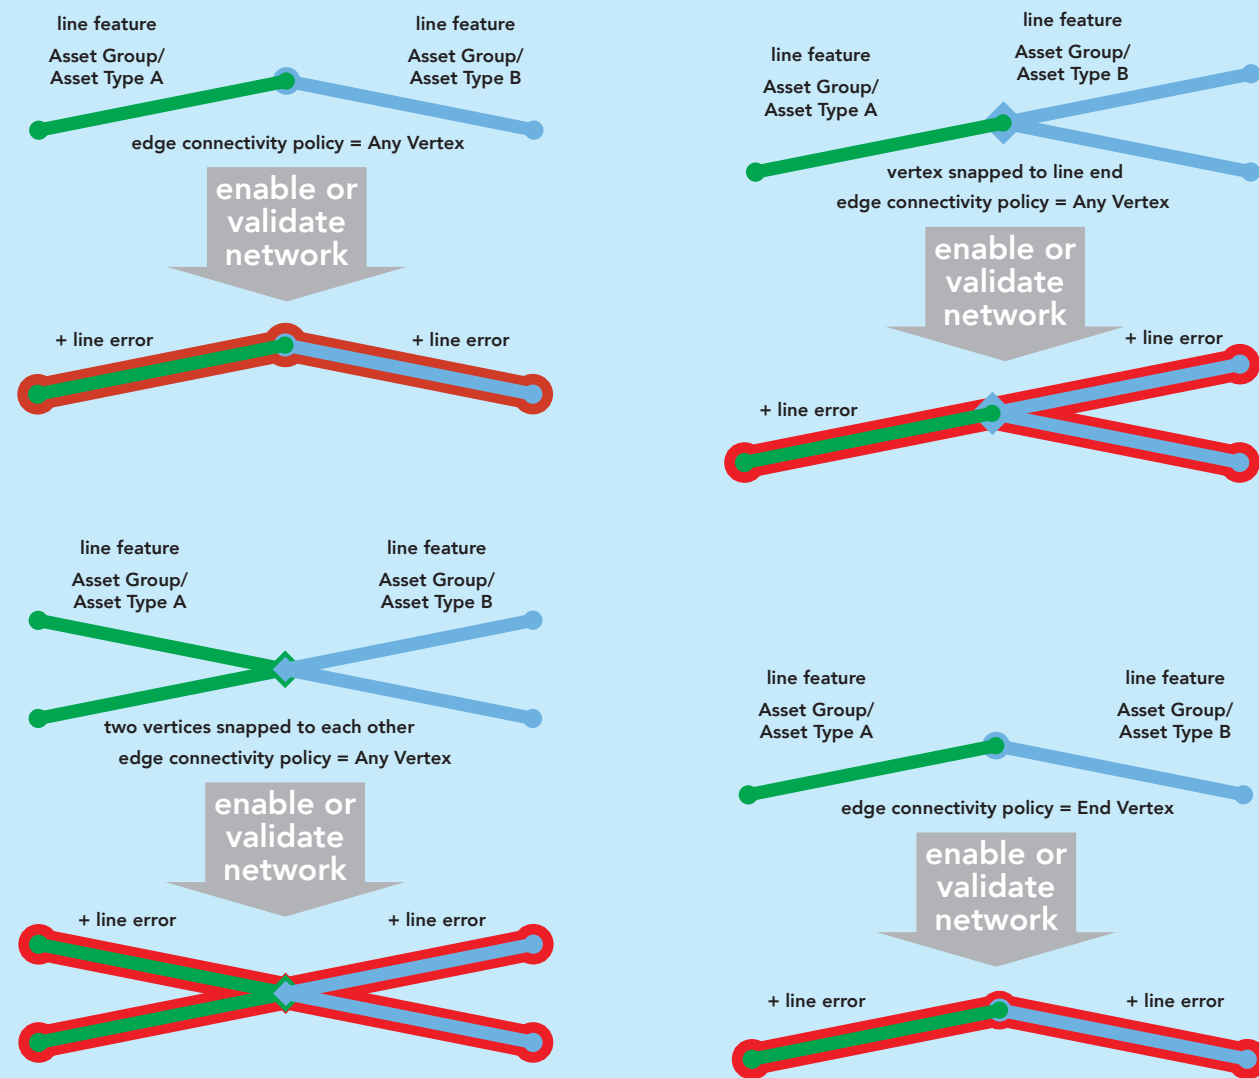 line feature
Asset Group/
Asset Type A
line feature
Asset Group/
Asset Type B
edge connectivity policy = Any Vertex
enable or
validate
network
+ line error
+ line error
line feature
Asset Group/
Asset Type A
line feature
Asset Group/
Asset Type B
vertex snapped to line end
edge connectivity policy = Any Vertex
enable or
validate
network
+ line error
+ line error
line feature
Asset Group/
Asset Type A
line feature
Asset Group/
Asset Type B
two vertices snapped to each other
edge connectivity policy = Any Vertex
enable or
validate
network
+ line error
+ line error
line feature
Asset Group/
Asset Type A
line feature
Asset Group/
Asset Type B
edge connectivity policy = End Vertex
enable or
validate
network
+ line error
+ line error